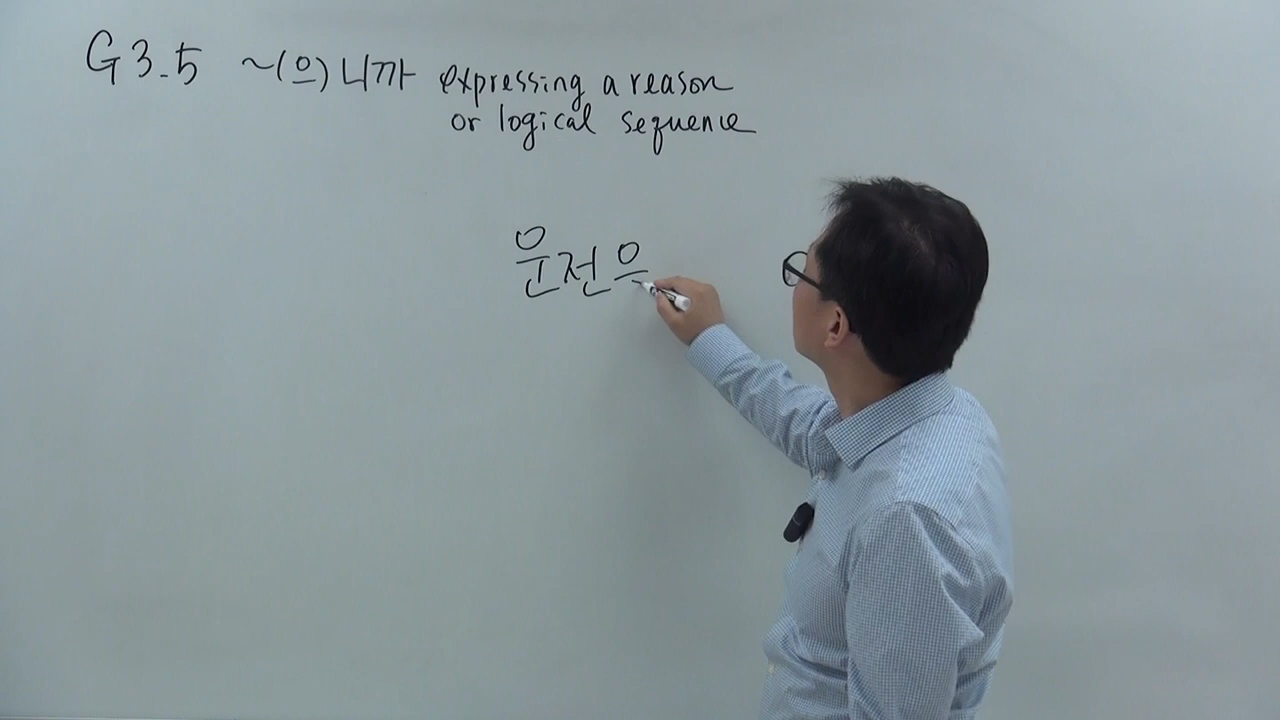 G3.5 ~(으)니까 expressing a reason
or logical sequence
운전으